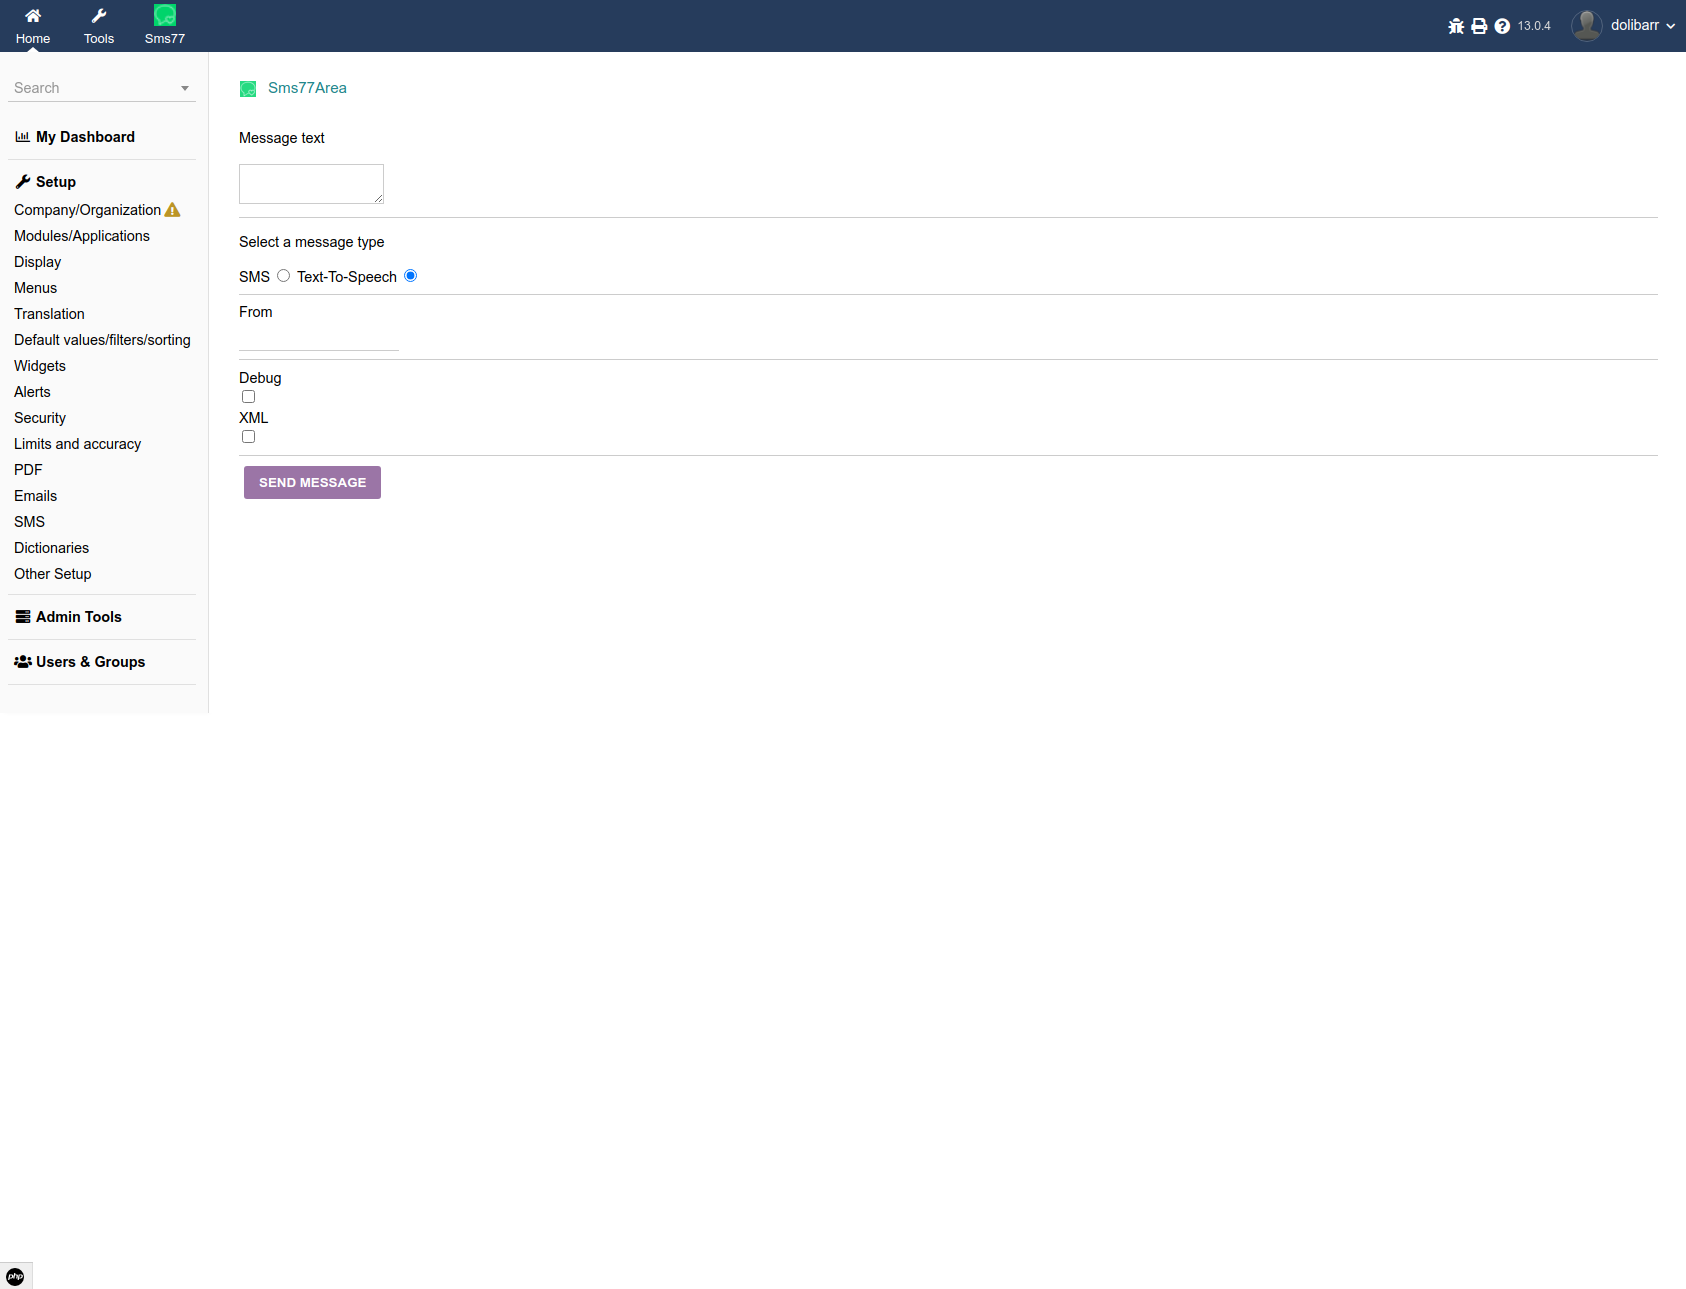 Home
Tools
Sms77
13.0.4
dolibarr
Search
My Dashboard
Setup
Company/Organization
Modules/Applications
Display
Menus
Translation
Default values/filters/sorting
Widgets
Alerts
Security
Limits and accuracy
PDF
Emails
SMS
Dictionaries
Other Setup
Admin Tools
Users & Groups
Sms77Area
Message text
Select a message type
SMS Text-To-Speech
From
Debug
XML
SEND MESSAGE
php